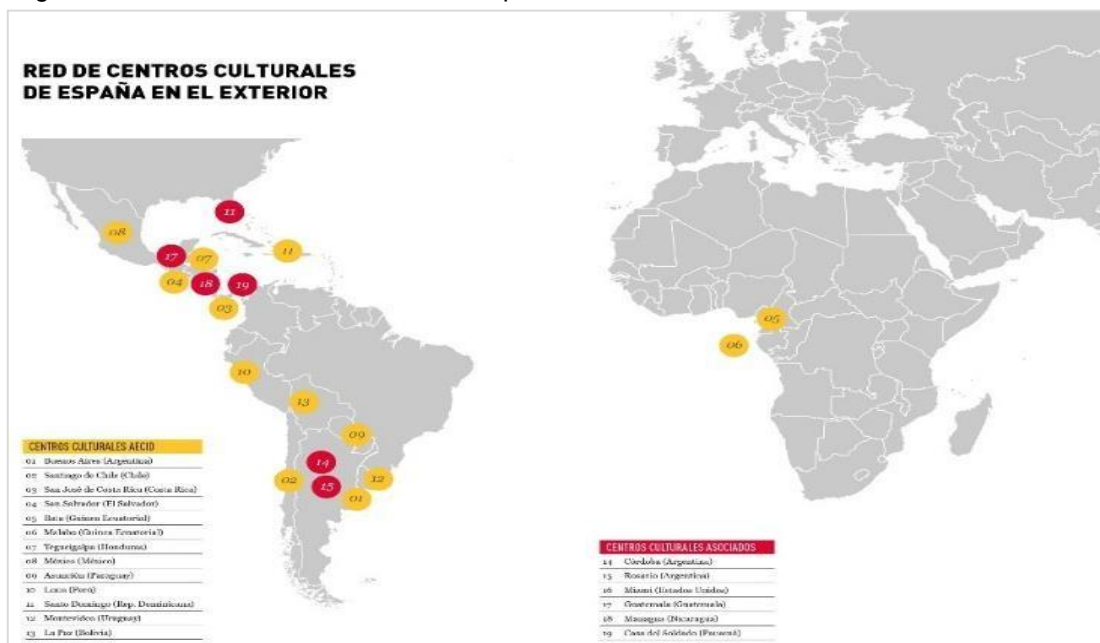 RED DE CENTROS CULTURALES
DE ESPAÑA EN EL EXTERIOR
11
08
17
07
11
04
18
19
03
05
06
10
13
09
14
02
15
12
01
CENTROS CULTURALES AECID
01 Buenos Aires (Argentina)
02 Santiago de Chile (Chile)
03 San José de Costa Rica (Costa Rica)
04 San Salvador (El Salvador)
05 Bata (Guinea Ecuatorial)
06 Malabo (Guinea Ecuatorial)
07 Tegucigalpa (Honduras)
08 México (México)
09 Asunción (Paraguay)
10 Lima (Perú)
11 Santo Domingo (Rep. Dominicana)
12 Montevideo (Uruguay)
13 La Paz (Bolivia)
CENTROS CULTURALES ASOCIADOS
14 Córdoba (Argentina)
15 Rosario (Argentina)
16 Miami (Estados Unidos)
17 Guatemala (Guatemala)
18 Managua (Nicaragua)
19 Casa del Soldado (Panamá)